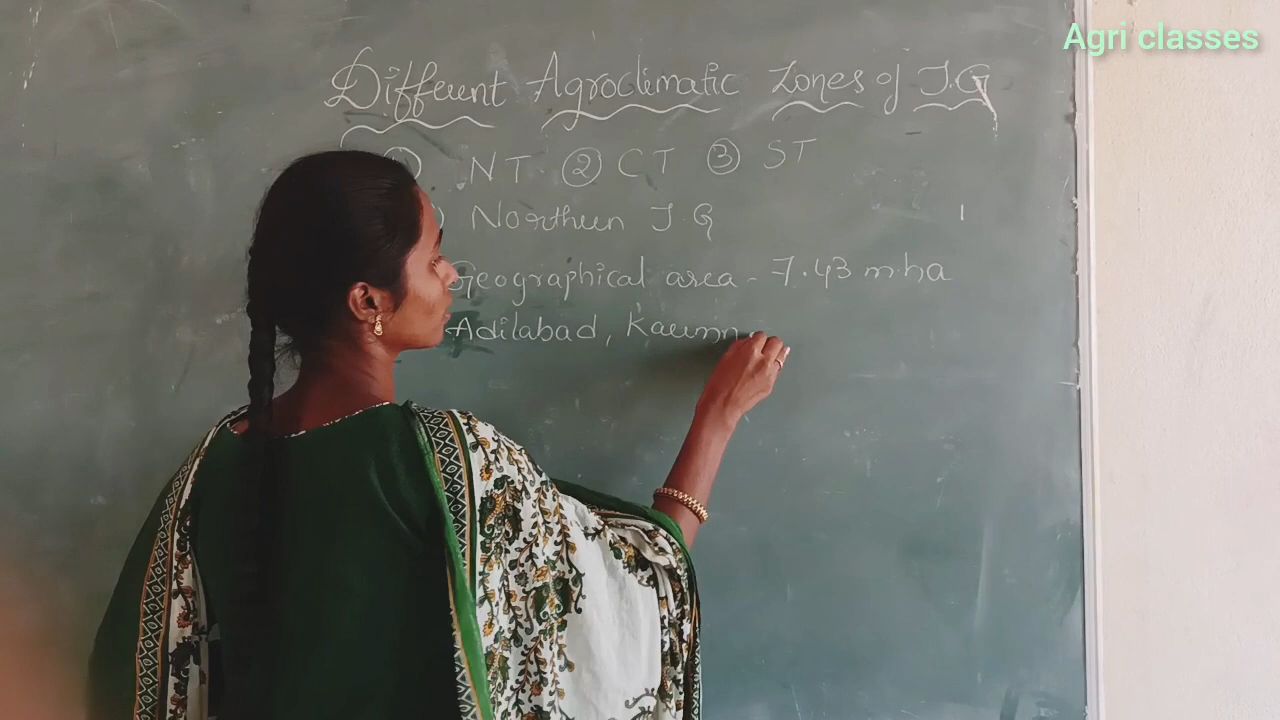 Agri classes
Different Agroclimatic Zones of T.G
① NT ② CT ③ ST
Northern T.G
Geographical area - 7.43 m.ha
Adilabad, Kaeimn